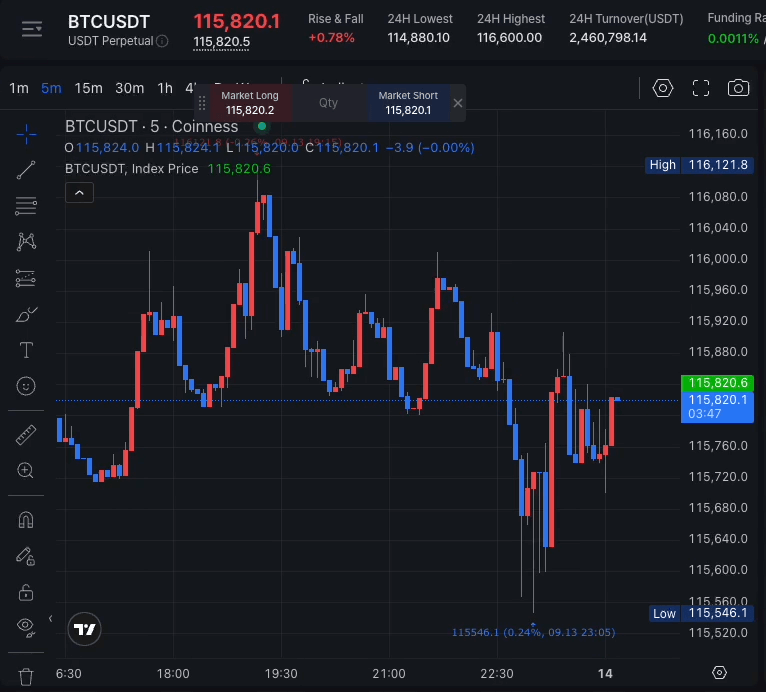 BTCUSDT
USDT Perpetual
115,820.1
115,820.5
Rise & Fall
+0.78%
24H Lowest
114,880.10
24H Highest
116,600.00
24H Turnover(USDT)
2,460,798.14
Funding Ra
0.0011% /
1m 5m 15m 30m 1h
Market Long
115,820.2
Qty
Market Short
115,820.1
BTCUSDT · 5 · Coinness
O115,824.0 H115,824.1 L115,820.0 C115,820.1 −3.9 (−0.00%)
BTCUSDT, Index Price 115,820.6
116,160.0
High 116,121.8
116,080.0
116,040.0
116,000.0
115,960.0
115,920.0
115,880.0
115,820.6
115,820.1
03:47
115,760.0
115,720.0
115,680.0
115,640.0
115,600.0
115,560.0
Low 115,546.1
115,520.0
115546.1 (0.24%, 09.13 23:05)
6:30 18:00 19:30 21:00 22:30 14